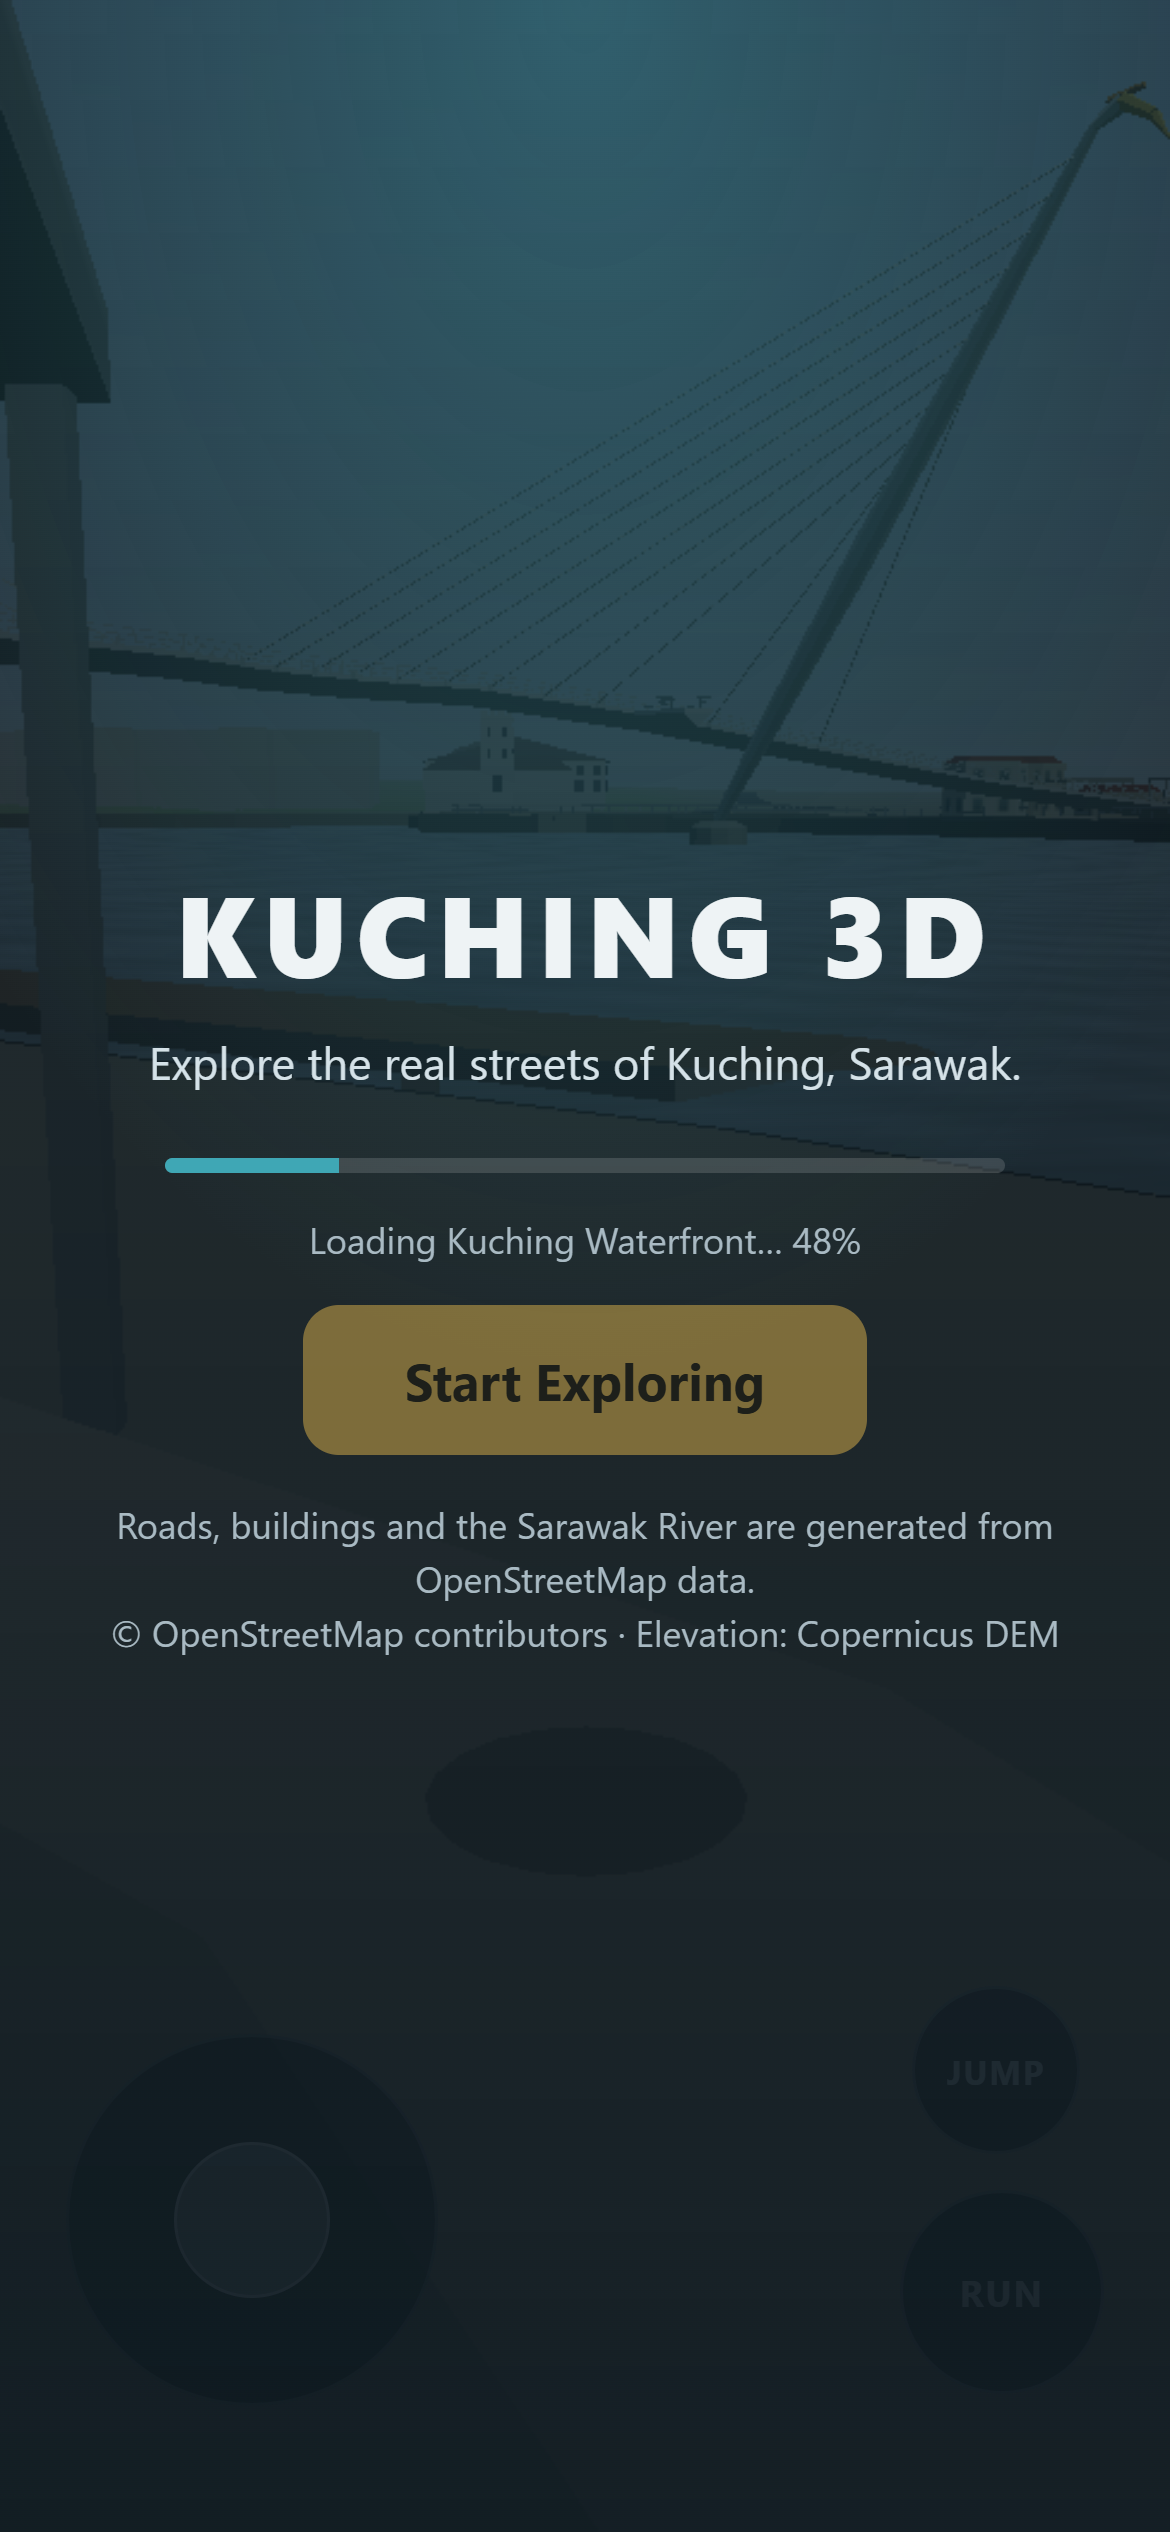 KUCHING 3D
Explore the real streets of Kuching, Sarawak.
Loading Kuching Waterfront... 48%
Start Exploring
Roads, buildings and the Sarawak River are generated from
OpenStreetMap data.
© OpenStreetMap contributors · Elevation: Copernicus DEM
JUMP
RUN